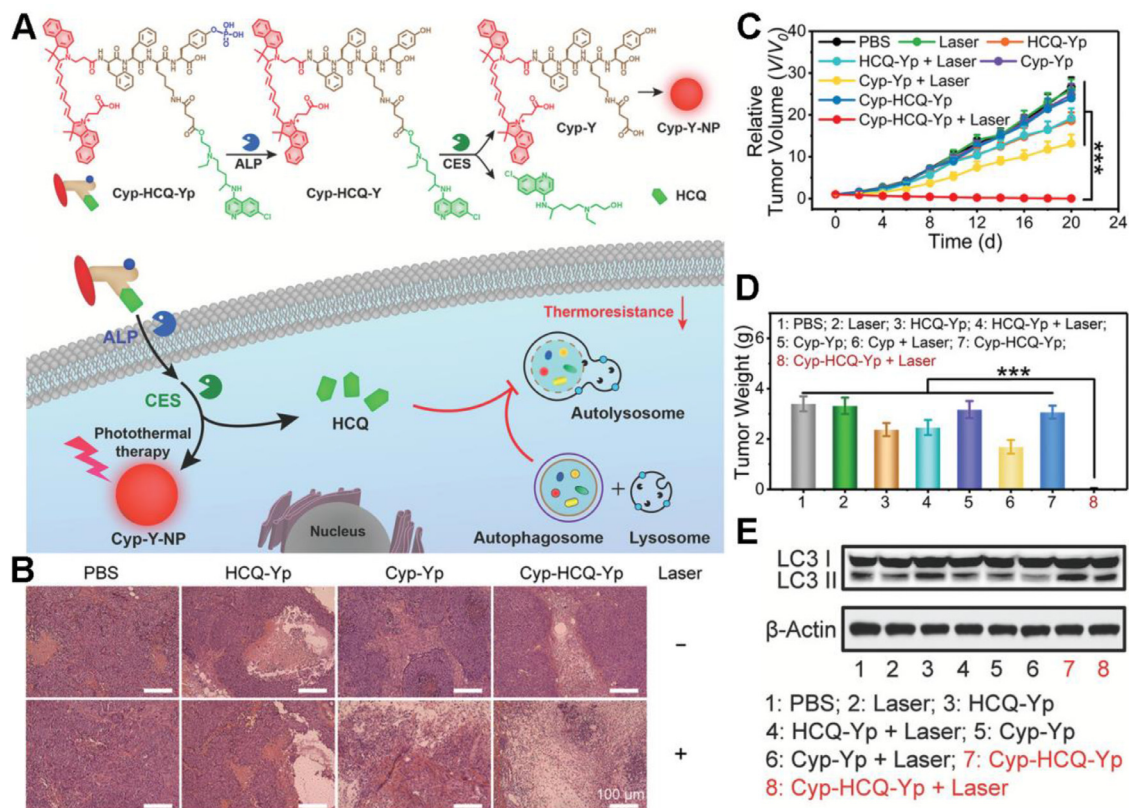 A
Cyp-HCQ-Yp
ALP
Cyp-HCQ-Y
CES
Cyp-Y
Cyp-Y-NP
HCQ
ALP
CES
Photothermal
therapy
Cyp-Y-NP
HCQ
Nucleus
Thermoresistance
Autolysosome
Autophagosome
+
Lysosome
B
PBS
HCQ-Yp
Cyp-Yp
Cyp-HCQ-Yp
Laser
−
+
100 μm
C
Relative
Tumor Volume (V/V0)
40
30
20
10
0
PBS
Laser
HCQ-Yp
HCQ-Yp + Laser
Cyp-Yp
Cyp-Yp + Laser
Cyp-HCQ-Yp
Cyp-HCQ-Yp + Laser
***
0 4 8 12 16 20 24
Time (d)
D
Tumor Weight (g)
6
4
2
0
1: PBS; 2: Laser; 3: HCQ-Yp; 4: HCQ-Yp + Laser;
5: Cyp-Yp; 6: Cyp + Laser; 7: Cyp-HCQ-Yp;
8: Cyp-HCQ-Yp + Laser
***
1 2 3 4 5 6 7 8
E
LC3 I
LC3 II
β-Actin
1 2 3 4 5 6 7 8
1: PBS; 2: Laser; 3: HCQ-Yp
4: HCQ-Yp + Laser; 5: Cyp-Yp
6: Cyp-Yp + Laser; 7: Cyp-HCQ-Yp
8: Cyp-HCQ-Yp + Laser